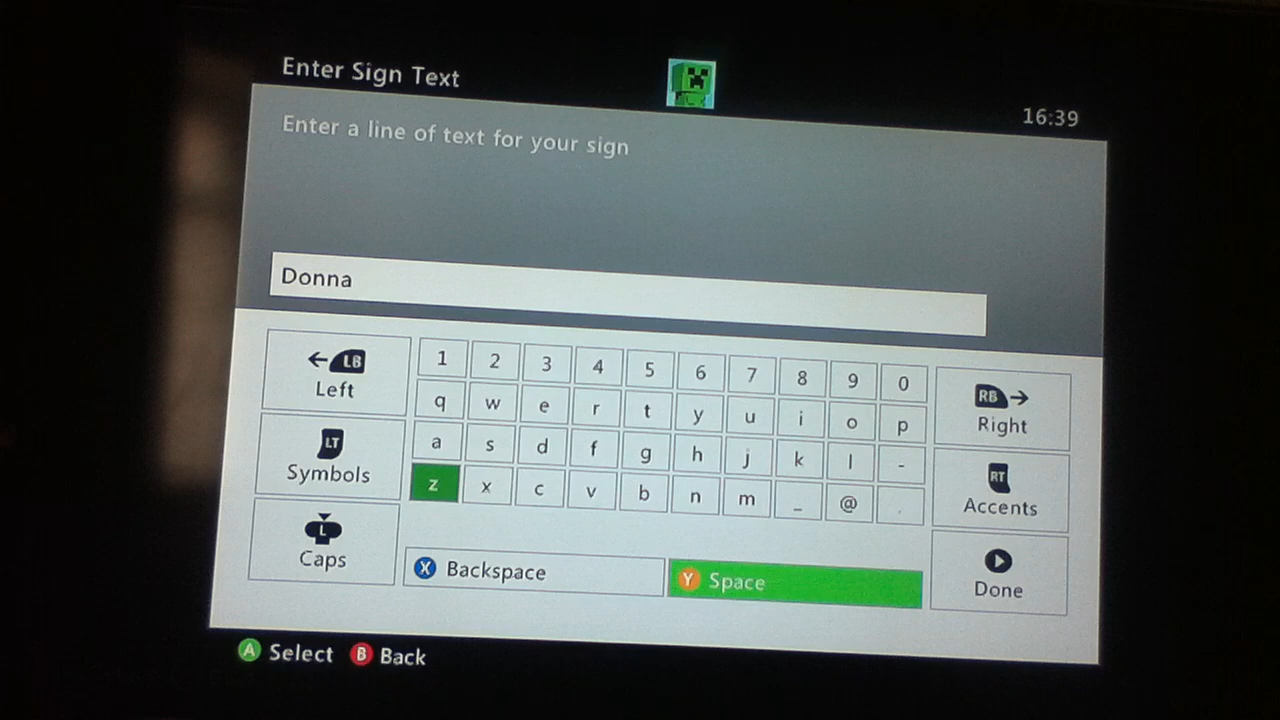 Enter Sign Text
16:39
Enter a line of text for your sign
Donna
← LB Left
1 2 3 4 5 6 7 8 9 0
RB → Right
q w e r t y u i o p
LT Symbols
a s d f g h j k l -
RT Accents
z x c v b n m _ @ .
L Caps
X Backspace
Y Space
Done
A Select B Back